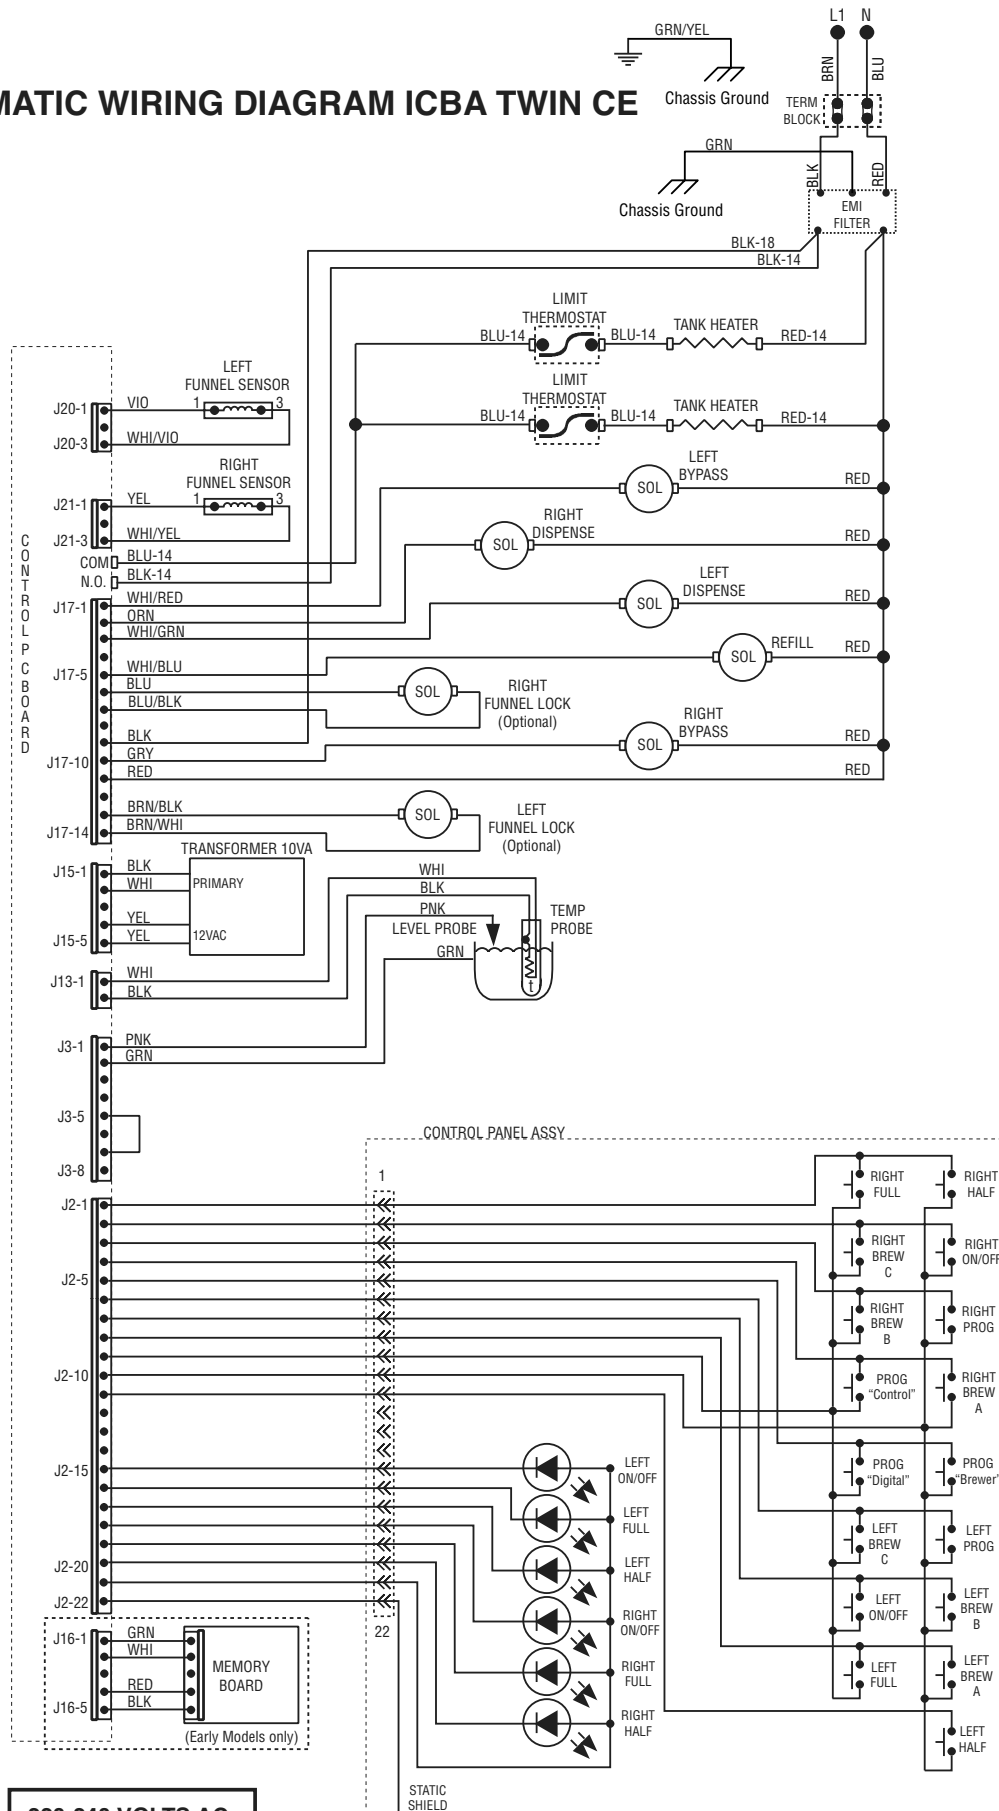 L1 N
GRN/YEL
BRN
BLU
MATIC WIRING DIAGRAM ICBA TWIN CE
Chassis Ground
TERM
BLOCK
GRN
BLK
RED
Chassis Ground
EMI
FILTER
BLK-18
BLK-14
LIMIT
THERMOSTAT
BLU-14
BLU-14
TANK HEATER
RED-14
LIMIT
THERMOSTAT
BLU-14
BLU-14
TANK HEATER
RED-14
CONTROL P C BOARD
LEFT
FUNNEL SENSOR
J20-1 VIO 1 3
J20-3 WHI/VIO
RIGHT
FUNNEL SENSOR
J21-1 YEL 1 3
J21-3 WHI/YEL
COM BLU-14
N.O. BLK-14
LEFT
BYPASS
SOL
RED
RIGHT
DISPENSE
SOL
RED
LEFT
DISPENSE
SOL
RED
J17-1 WHI/RED
ORN
WHI/GRN
J17-5 WHI/BLU
SOL
REFILL
RED
BLU
SOL
RIGHT
FUNNEL LOCK
(Optional)
BLU/BLK
BLK
RIGHT
BYPASS
SOL
RED
J17-10 GRY
RED
RED
BRN/BLK
SOL
LEFT
FUNNEL LOCK
(Optional)
J17-14 BRN/WHI
TRANSFORMER 10VA
J15-1 BLK
WHI
PRIMARY
YEL
J15-5 YEL
12VAC
WHI
BLK
PNK
LEVEL PROBE
TEMP
PROBE
GRN
t
J13-1 WHI
BLK
J3-1 PNK
GRN
J3-5
J3-8
CONTROL PANEL ASSY
1
J2-1
J2-5
J2-10
J2-15
J2-20
J2-22
22
RIGHT
FULL
RIGHT
HALF
RIGHT
BREW
C
RIGHT
ON/OFF
RIGHT
BREW
B
RIGHT
PROG
PROG
“Control”
RIGHT
BREW
A
PROG
“Digital”
PROG
“Brewer”
LEFT
BREW
C
LEFT
PROG
LEFT
ON/OFF
LEFT
BREW
B
LEFT
FULL
LEFT
BREW
A
LEFT
HALF
LEFT
ON/OFF
LEFT
FULL
LEFT
HALF
RIGHT
ON/OFF
RIGHT
FULL
RIGHT
HALF
J16-1 GRN
WHI
RED
J16-5 BLK
MEMORY
BOARD
(Early Models only)
STATIC
SHIELD